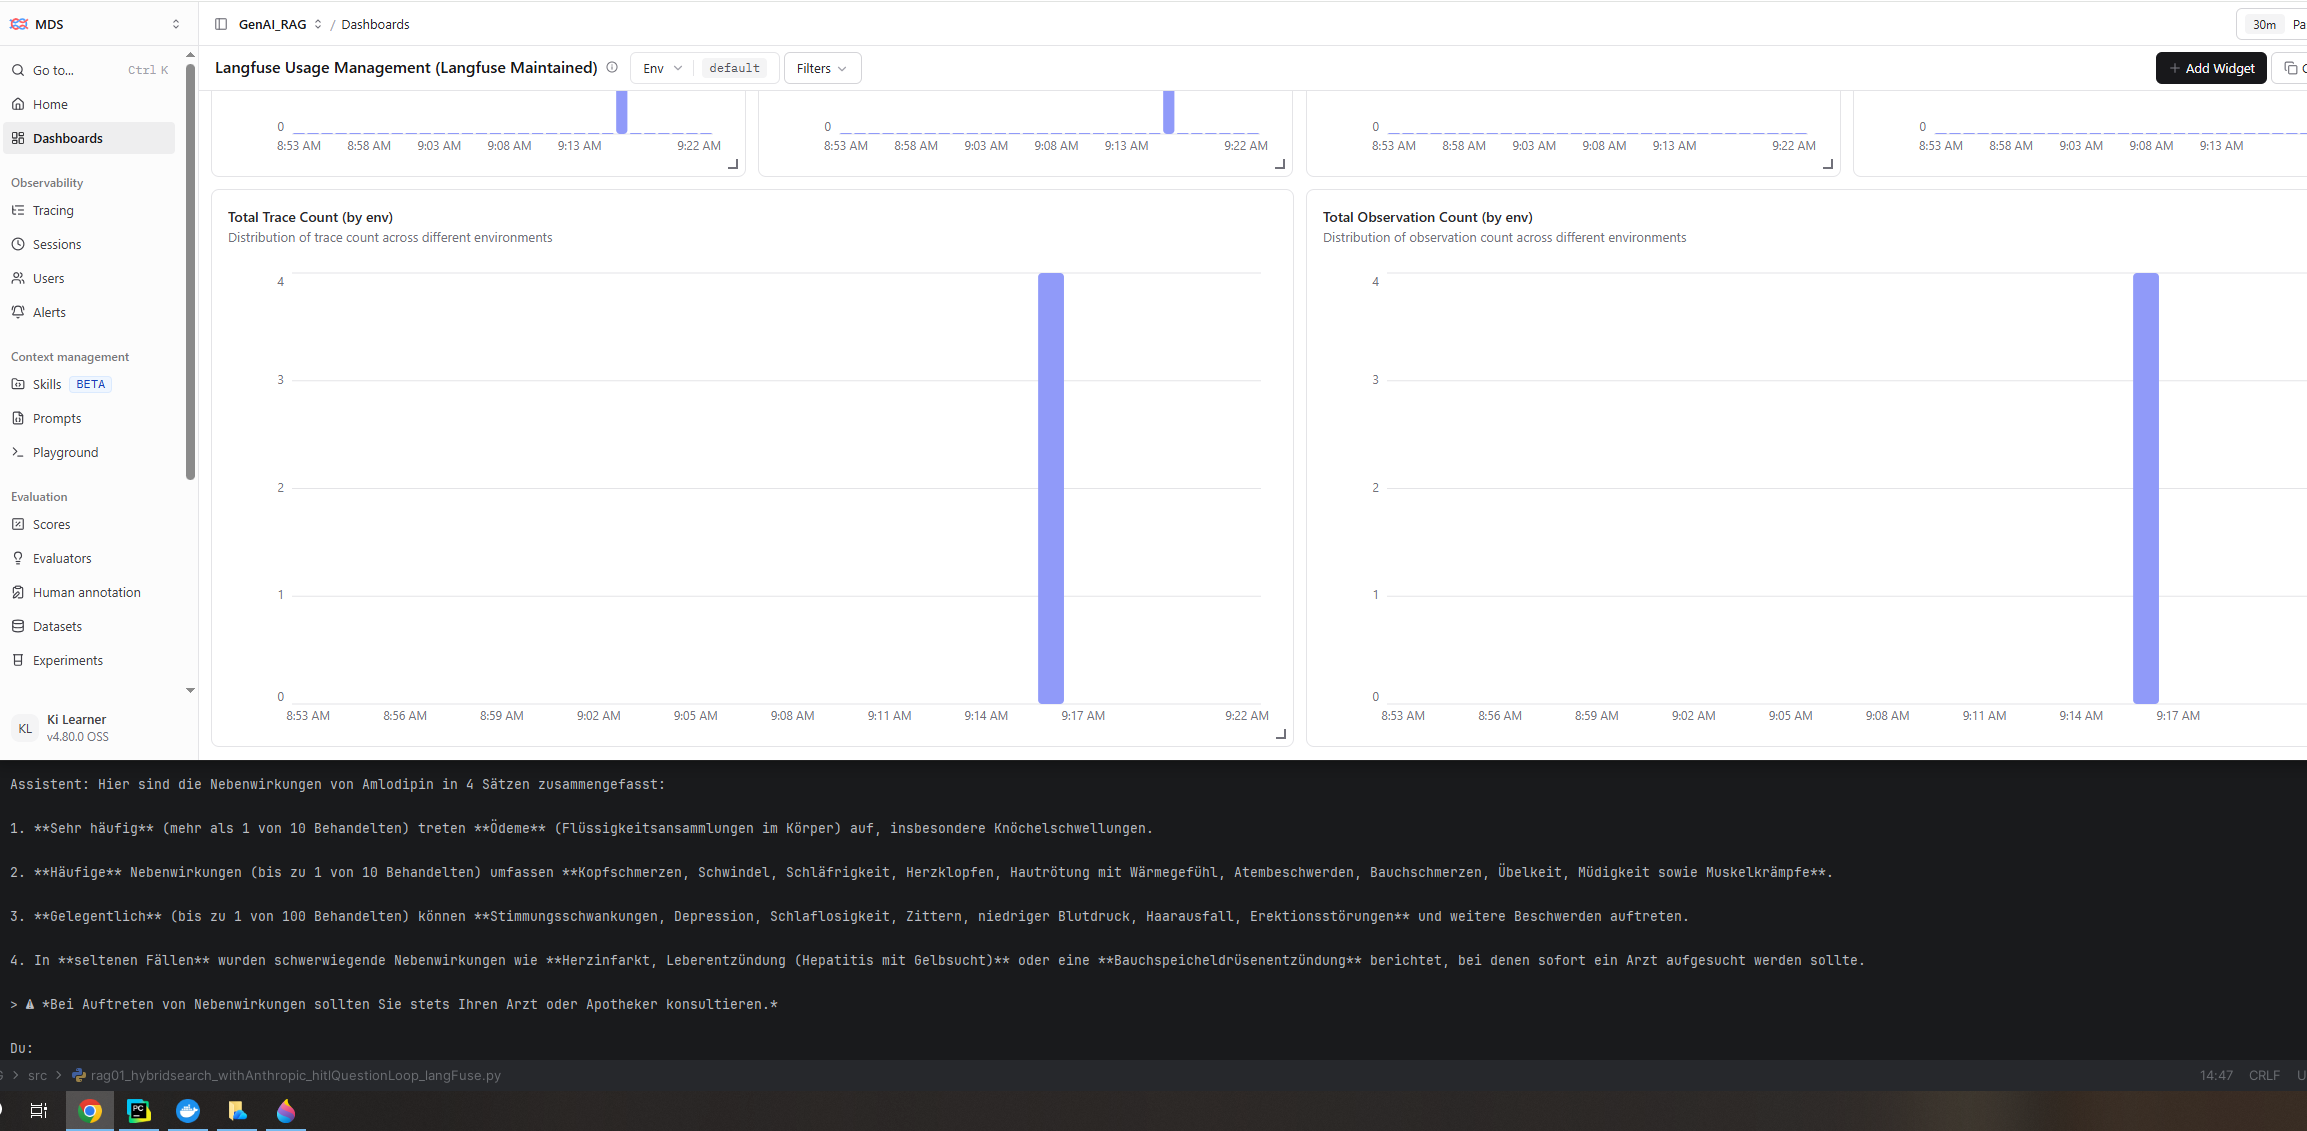 MDS
GenAI_RAG / Dashboards
30m Pa
Go to... Ctrl K
Langfuse Usage Management (Langfuse Maintained) Env default Filters
+ Add Widget
Home
Dashboards
0
8:53 AM 8:58 AM 9:03 AM 9:08 AM 9:13 AM 9:22 AM
0
8:53 AM 8:58 AM 9:03 AM 9:08 AM 9:13 AM 9:22 AM
0
8:53 AM 8:58 AM 9:03 AM 9:08 AM 9:13 AM 9:22 AM
0
8:53 AM 8:58 AM 9:03 AM 9:08 AM 9:13 AM
Observability
Tracing
Sessions
Users
Alerts
Context management
Skills BETA
Prompts
Playground
Evaluation
Scores
Evaluators
Human annotation
Datasets
Experiments
KL
Ki Learner
v4.80.0 OSS
Total Trace Count (by env)
Distribution of trace count across different environments
4
3
2
1
0
8:53 AM 8:56 AM 8:59 AM 9:02 AM 9:05 AM 9:08 AM 9:11 AM 9:14 AM 9:17 AM 9:22 AM
Total Observation Count (by env)
Distribution of observation count across different environments
4
3
2
1
0
8:53 AM 8:56 AM 8:59 AM 9:02 AM 9:05 AM 9:08 AM 9:11 AM 9:14 AM 9:17 AM
Assistent: Hier sind die Nebenwirkungen von Amlodipin in 4 Sätzen zusammengefasst:
1. **Sehr häufig** (mehr als 1 von 10 Behandelten) treten **Ödeme** (Flüssigkeitsansammlungen im Körper) auf, insbesondere Knöchelschwellungen.
2. **Häufige** Nebenwirkungen (bis zu 1 von 10 Behandelten) umfassen **Kopfschmerzen, Schwindel, Schläfrigkeit, Herzklopfen, Hautrötung mit Wärmegefühl, Atembeschwerden, Bauchschmerzen, Übelkeit, Müdigkeit sowie Muskelkrämpfe**.
3. **Gelegentlich** (bis zu 1 von 100 Behandelten) können **Stimmungsschwankungen, Depression, Schlaflosigkeit, Zittern, niedriger Blutdruck, Haarausfall, Erektionsstörungen** und weitere Beschwerden auftreten.
4. In **seltenen Fällen** wurden schwerwiegende Nebenwirkungen wie **Herzinfarkt, Leberentzündung (Hepatitis mit Gelbsucht)** oder eine **Bauchspeicheldrüsenentzündung** berichtet, bei denen sofort ein Arzt aufgesucht werden sollte.
> ⚠ *Bei Auftreten von Nebenwirkungen sollten Sie stets Ihren Arzt oder Apotheker konsultieren.*
Du:
> src > rag01_hybridsearch_withAnthropic_hitlQuestionLoop_langFuse.py
14:47 CRLF U
PC